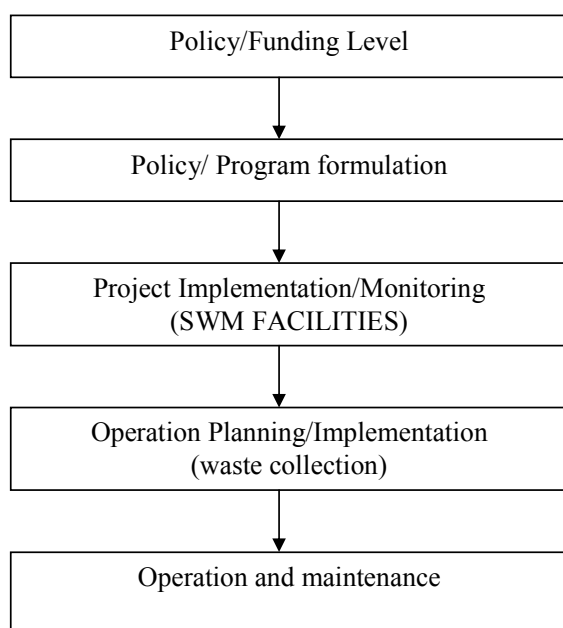 Policy/Funding Level
Policy/ Program formulation
Project Implementation/Monitoring
(SWM FACILITIES)
Operation Planning/Implementation
(waste collection)
Operation and maintenance